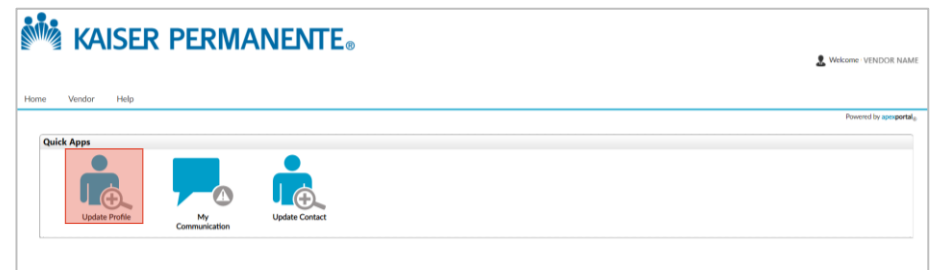 KAISER PERMANENTE®
Welcome VENDOR NAME
Home Vendor Help
Powered by apexportal®
Quick Apps
Update Profile
My
Communication
Update Contact